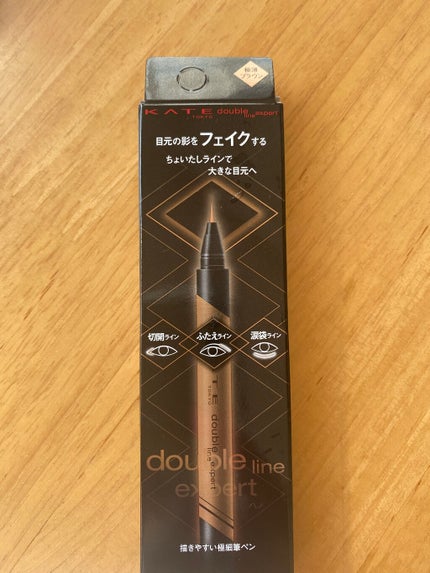 極薄
ブラウン
KATE double line expert
TOKYO
目元の影をフェイクする
ちょいたしラインで
大きな目元へ
切開ライン
ふたえライン
涙袋ライン
TOKYO
double
line expert
double line
expert
描きやすい極細筆ペン